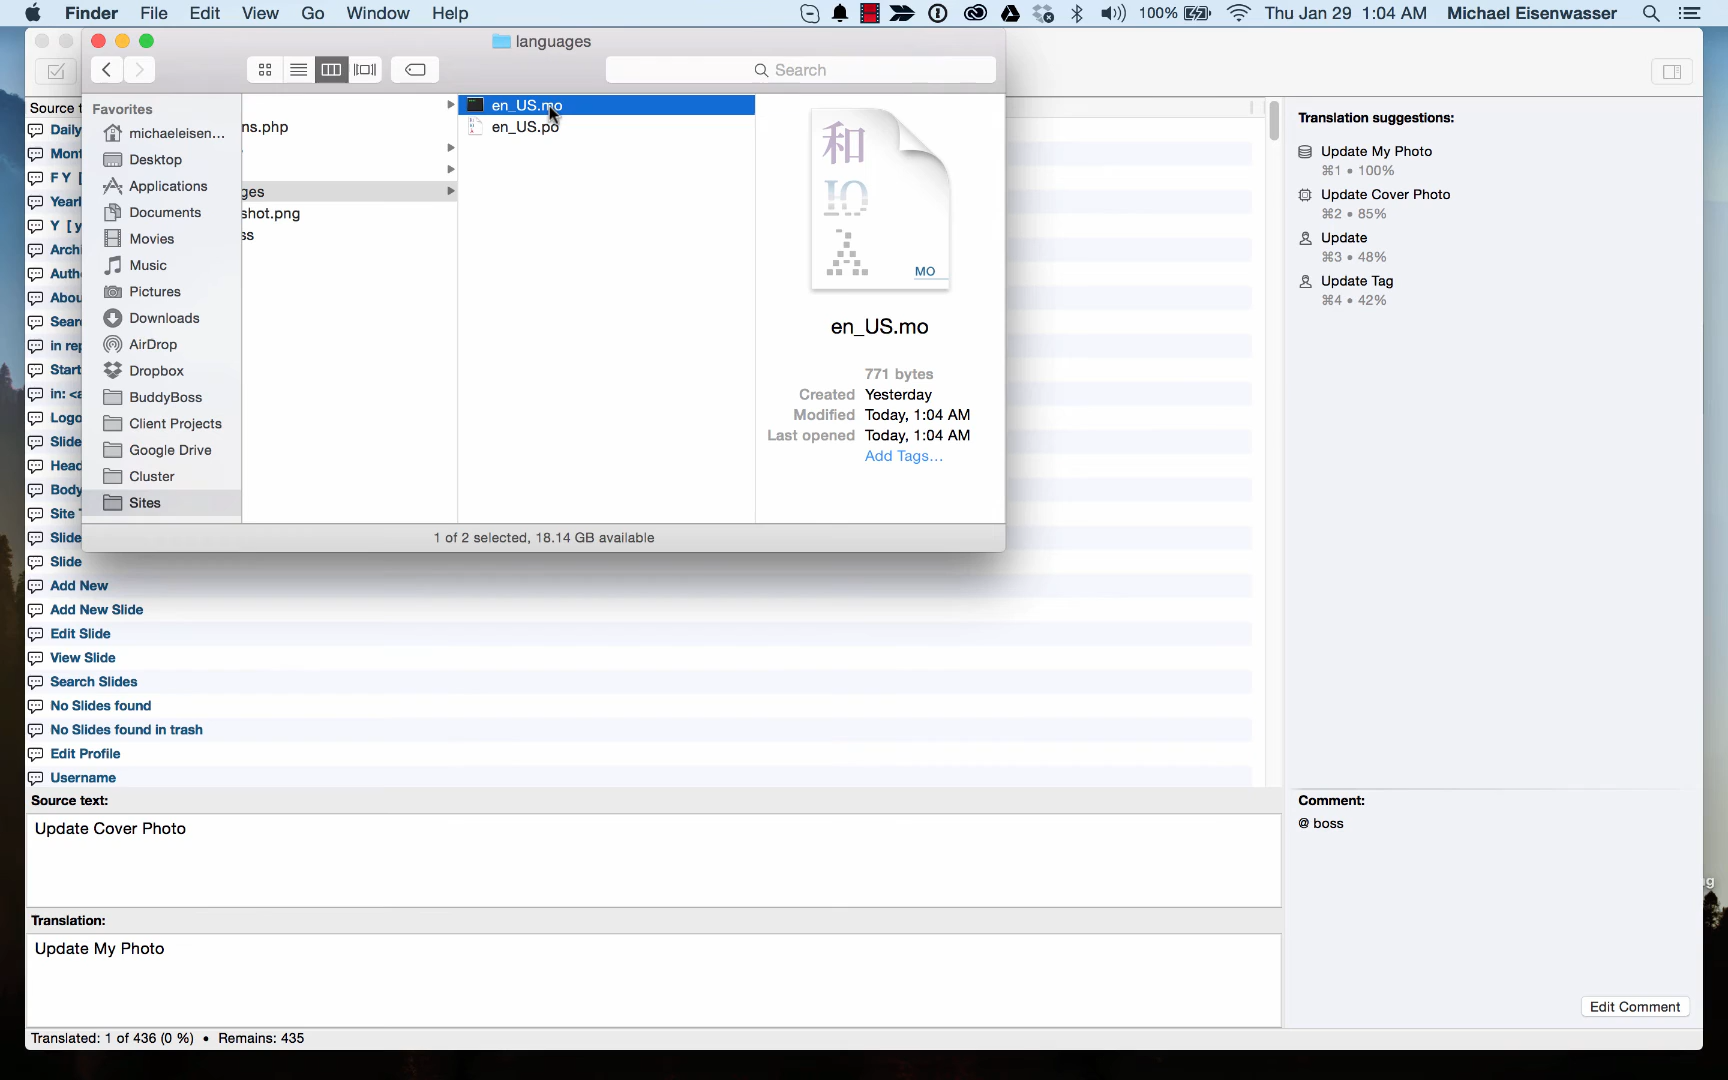 Finder File Edit View Go Window Help
100% Thu Jan 29 1:04 AM Michael Eisenwasser
languages
Search
Favorites
michaeleisen...
Desktop
Applications
Documents
Movies
Music
Pictures
Downloads
AirDrop
Dropbox
BuddyBoss
Client Projects
Google Drive
Cluster
Sites
ns.php
ges
shot.png
ss
en_US.mo
en_US.po
和
Ю
A
MO
en_US.mo
771 bytes
Created Yesterday
Modified Today, 1:04 AM
Last opened Today, 1:04 AM
Add Tags...
1 of 2 selected, 18.14 GB available
Source t
Daily
Mont
F Y [
Yearl
Y [ y
Archi
Auth
Abou
Sear
in rep
Start
in: <a
Logo
Slide
Head
Body
Site
Slide
Slide
Add New
Add New Slide
Edit Slide
View Slide
Search Slides
No Slides found
No Slides found in trash
Edit Profile
Username
Source text:
Update Cover Photo
Translation:
Update My Photo
Translated: 1 of 436 (0 %) • Remains: 435
Translation suggestions:
Update My Photo
⌘1 • 100%
Update Cover Photo
⌘2 • 85%
Update
⌘3 • 48%
Update Tag
⌘4 • 42%
Comment:
@ boss
Edit Comment